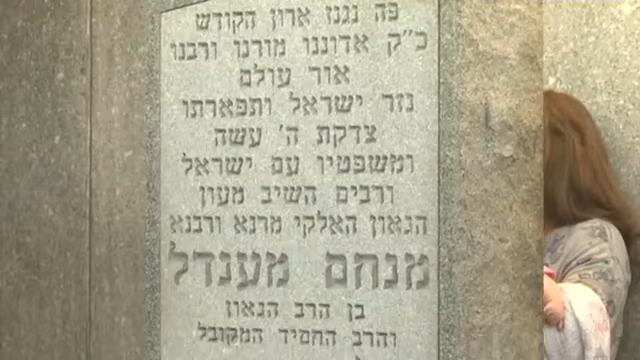 פה נגנז ארון הקודש
כ״ק אדוננו מורנו ורבנו
אור עולם
נזר ישראל ותפארתו
צדקת ה' עשה
ומשפטיו עם ישראל
ורבים השיב מעון
הגאון האלקי מרנא ורבנא
מנחם מענדל
בן הרב הגאון
והרב החסיד המקובל